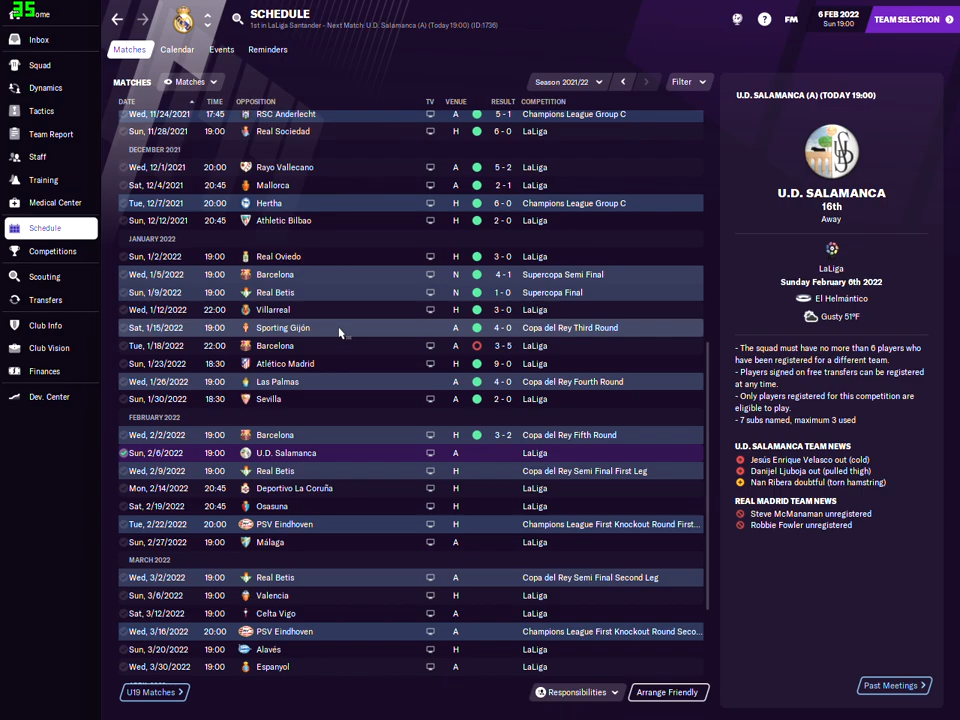 35
ome
SCHEDULE
1st in LaLiga Santander - Next Match: U.D. Salamanca (A) (Today 19:00) (ID:1736)
FM
6 FEB 2022
Sun 19:00
TEAM SELECTION
Inbox
Squad
Dynamics
Tactics
Team Report
Staff
Training
Medical Center
Schedule
Competitions
Scouting
Transfers
Club Info
Club Vision
Finances
Dev. Center
Matches Calendar Events Reminders
MATCHES Matches Season 2021/22 Filter
DATE TIME OPPOSITION TV VENUE RESULT COMPETITION
Wed, 11/24/2021 17:45 RSC Anderlecht A 5 - 1 Champions League Group C
Sun, 11/28/2021 19:00 Real Sociedad H 6 - 0 LaLiga
DECEMBER 2021
Wed, 12/1/2021 20:00 Rayo Vallecano A 5 - 2 LaLiga
Sat, 12/4/2021 20:45 Mallorca A 2 - 1 LaLiga
Tue, 12/7/2021 20:00 Hertha H 6 - 0 Champions League Group C
Sun, 12/12/2021 20:45 Athletic Bilbao H 2 - 0 LaLiga
JANUARY 2022
Sun, 1/2/2022 19:00 Real Oviedo H 3 - 0 LaLiga
Wed, 1/5/2022 19:00 Barcelona N 4 - 1 Supercopa Semi Final
Sun, 1/9/2022 19:00 Real Betis N 1 - 0 Supercopa Final
Wed, 1/12/2022 22:00 Villarreal H 3 - 0 LaLiga
Sat, 1/15/2022 19:00 Sporting Gijón A 4 - 0 Copa del Rey Third Round
Tue, 1/18/2022 22:00 Barcelona A 3 - 5 LaLiga
Sun, 1/23/2022 18:30 Atlético Madrid H 9 - 0 LaLiga
Wed, 1/26/2022 19:00 Las Palmas A 4 - 0 Copa del Rey Fourth Round
Sun, 1/30/2022 18:30 Sevilla A 2 - 0 LaLiga
FEBRUARY 2022
Wed, 2/2/2022 19:00 Barcelona H 3 - 2 Copa del Rey Fifth Round
Sun, 2/6/2022 19:00 U.D. Salamanca A LaLiga
Wed, 2/9/2022 19:00 Real Betis H Copa del Rey Semi Final First Leg
Mon, 2/14/2022 20:45 Deportivo La Coruña H LaLiga
Sat, 2/19/2022 20:45 Osasuna H LaLiga
Tue, 2/22/2022 20:00 PSV Eindhoven H Champions League First Knockout Round First...
Sun, 2/27/2022 19:00 Málaga A LaLiga
MARCH 2022
Wed, 3/2/2022 19:00 Real Betis A Copa del Rey Semi Final Second Leg
Sun, 3/6/2022 19:00 Valencia H LaLiga
Sat, 3/12/2022 19:00 Celta Vigo A LaLiga
Wed, 3/16/2022 20:00 PSV Eindhoven A Champions League First Knockout Round Seco...
Sun, 3/20/2022 19:00 Alavés H LaLiga
Wed, 3/30/2022 19:00 Espanyol A LaLiga
U19 Matches > Responsibilities Arrange Friendly
U.D. SALAMANCA (A) (TODAY 19:00)
U.D. SALAMANCA
16th
Away
LaLiga
Sunday February 6th 2022
El Helmántico
Gusty 51°F
- The squad must have no more than 6 players who
have been registered for a different team.
- Players signed on free transfers can be registered
at any time.
- Only players registered for this competition are
eligible to play.
- 7 subs named, maximum 3 used
U.D. SALAMANCA TEAM NEWS
Jesús Enrique Velasco out (cold)
Danijel Ljuboja out (pulled thigh)
Nan Ribera doubtful (torn hamstring)
REAL MADRID TEAM NEWS
Steve McManaman unregistered
Robbie Fowler unregistered
Past Meetings >